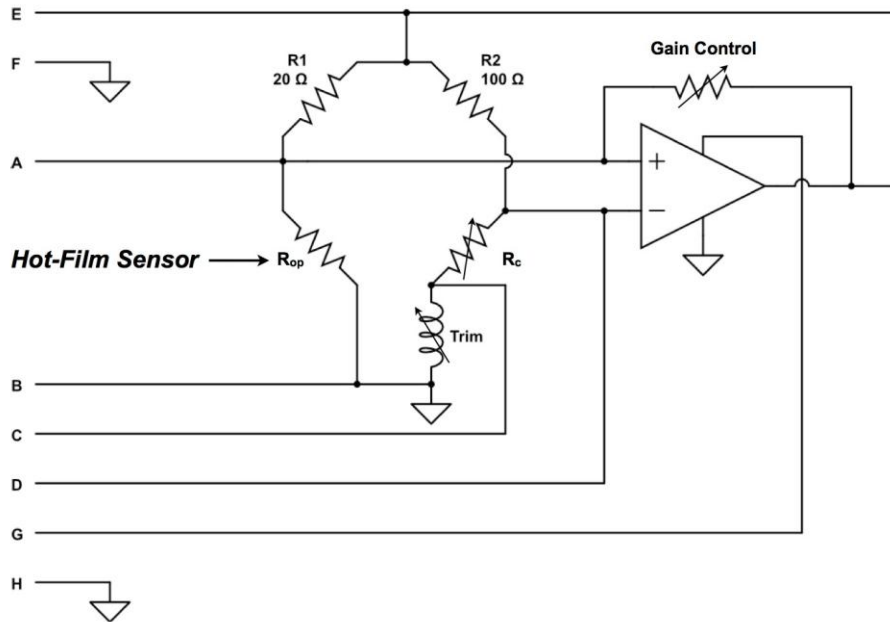 E
F
R1
20 Ω
R2
100 Ω
Gain Control
A
+
−
Hot-Film Sensor
Rop
Rc
Trim
B
C
D
G
H